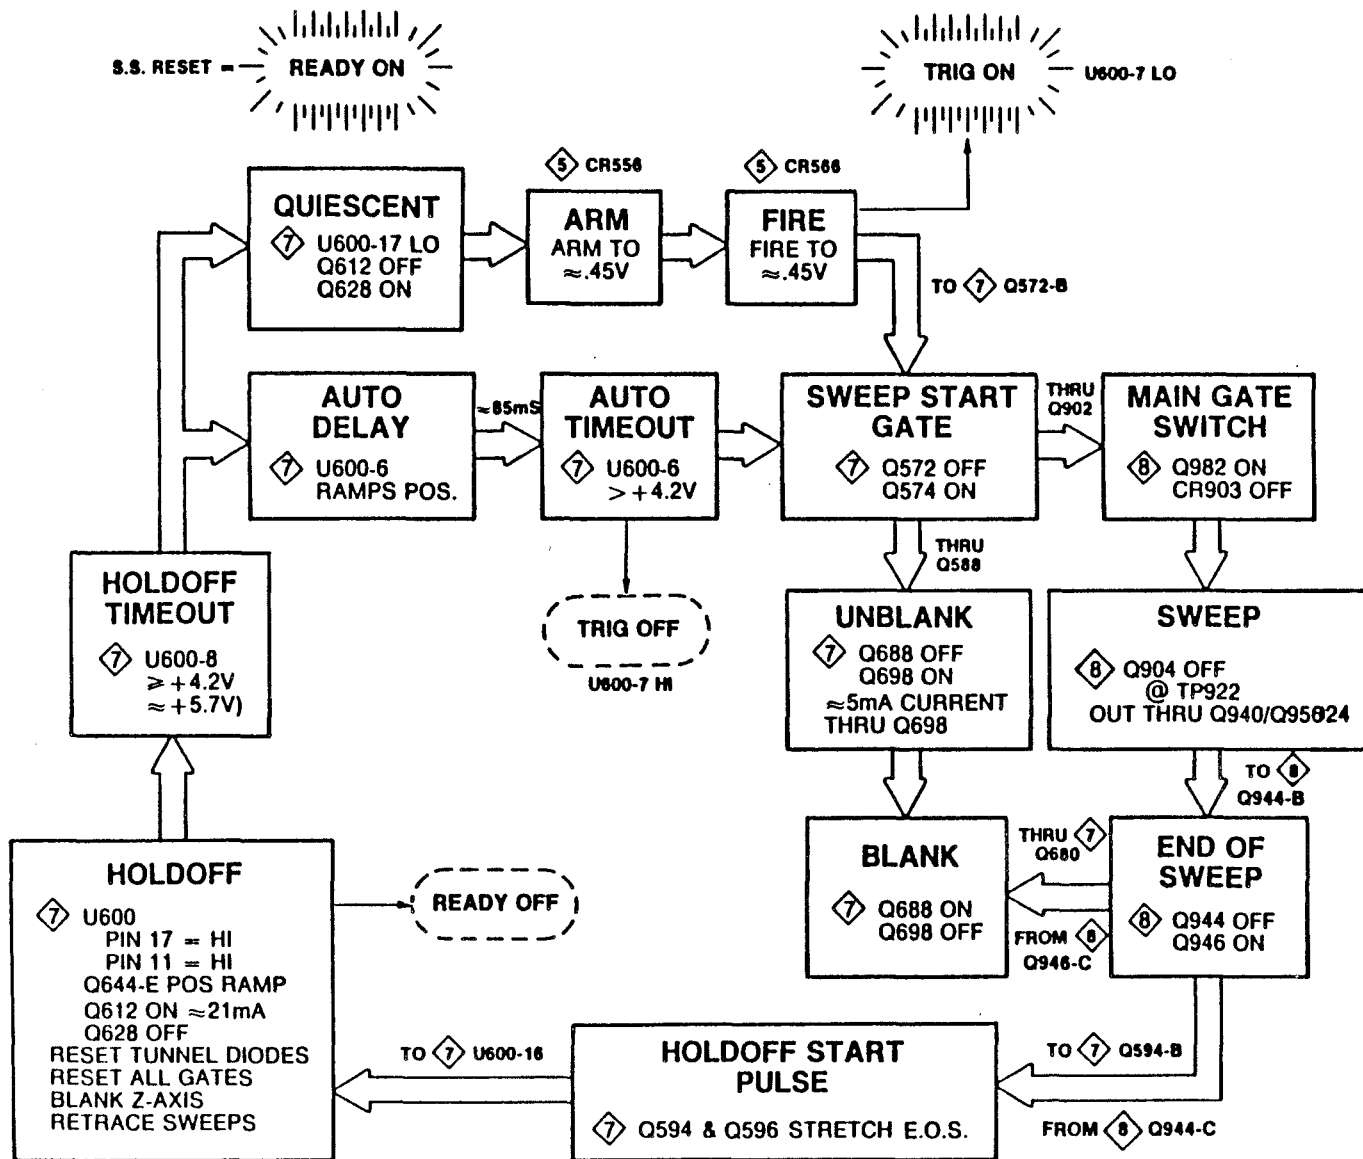 S.S. RESET =
READY ON
TRIG ON
U600-7 LO
5 CR556
5 CR566
QUIESCENT
7 U600-17 LO
Q612 OFF
Q628 ON
ARM
ARM TO
≈.45V
FIRE
FIRE TO
≈.45V
TO 7 Q572-B
AUTO
DELAY
7 U600-6
RAMPS POS.
≈85mS
AUTO
TIMEOUT
7 U600-6
> +4.2V
SWEEP START
GATE
7 Q572 OFF
Q574 ON
THRU
Q902
MAIN GATE
SWITCH
8 Q982 ON
CR903 OFF
HOLDOFF
TIMEOUT
7 U600-8
≥ +4.2V
≈ +5.7V)
TRIG OFF
U600-7 HI
THRU
Q588
UNBLANK
7 Q688 OFF
Q698 ON
≈5mA CURRENT
THRU Q698
SWEEP
8 Q904 OFF
@ TP922
OUT THRU Q940/Q956824
TO 8
Q944-B
HOLDOFF
7 U600
PIN 17 = HI
PIN 11 = HI
Q644-E POS RAMP
Q612 ON ≈21mA
Q628 OFF
RESET TUNNEL DIODES
RESET ALL GATES
BLANK Z-AXIS
RETRACE SWEEPS
READY OFF
BLANK
7 Q688 ON
Q698 OFF
THRU 7
Q680
FROM 8
Q946-C
END OF
SWEEP
8 Q944 OFF
Q946 ON
TO 7 U600-16
HOLDOFF START
PULSE
7 Q594 & Q596 STRETCH E.O.S.
TO 7 Q594-B
FROM 8 Q944-C